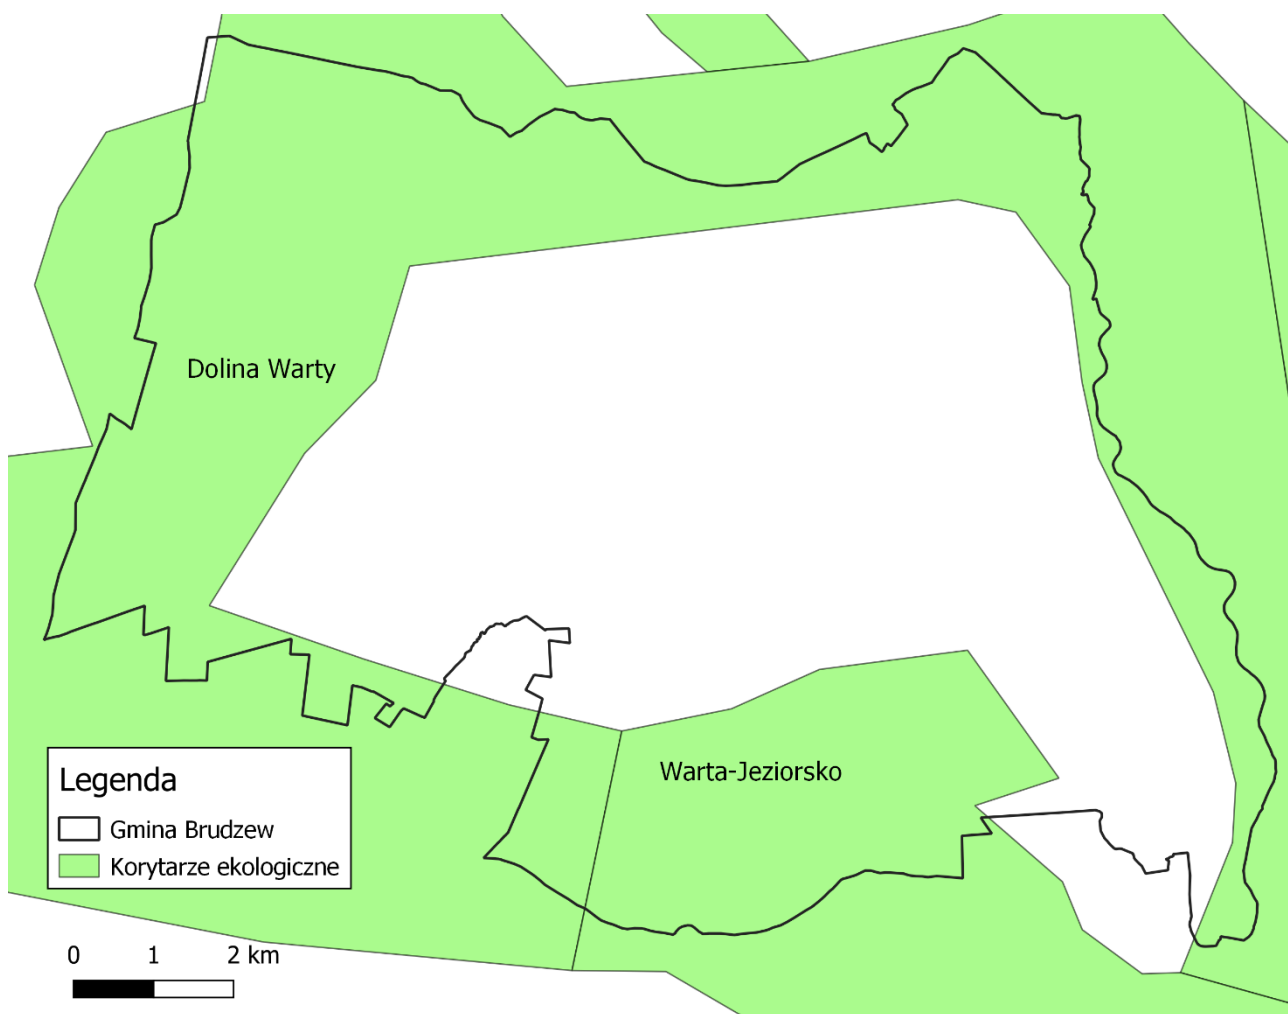 Dolina Warty
Warta-Jeziorsko
Legenda
Gmina Brudzew
Korytarze ekologiczne
0 1 2 km